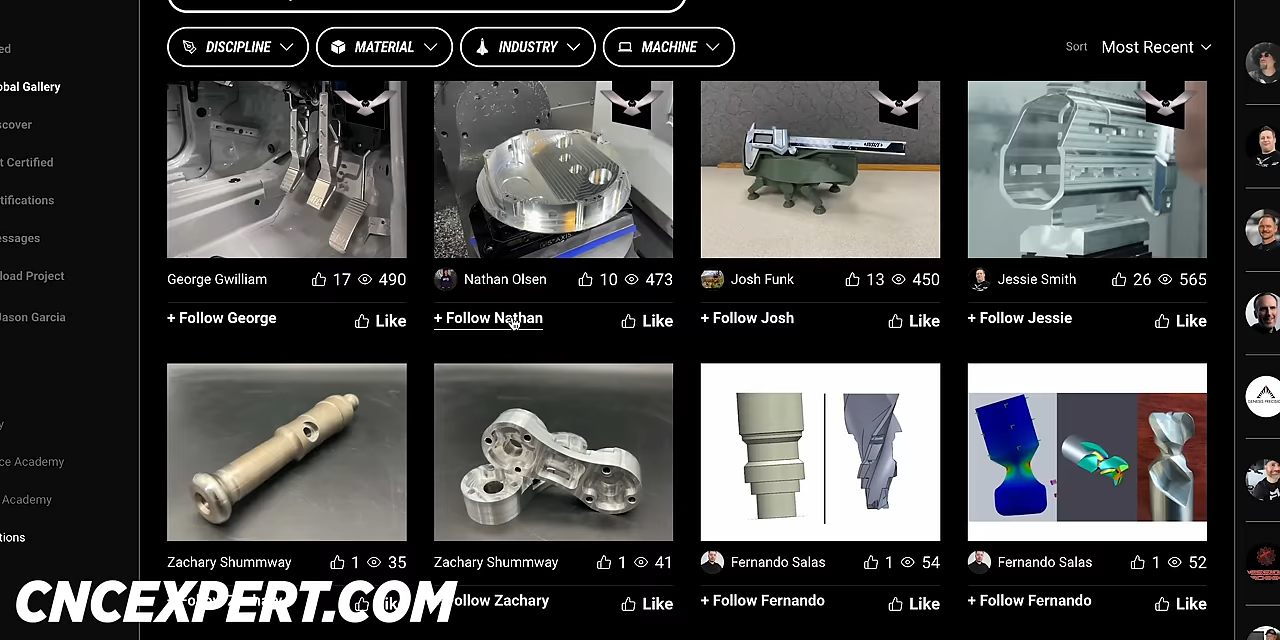 DISCIPLINE
MATERIAL
INDUSTRY
MACHINE
Sort
Most Recent
ed
obal Gallery
scover
t Certified
tifications
essages
load Project
Jason Garcia
y
ce Academy
Academy
tions
George Gwilliam 17 490
+ Follow George Like
Nathan Olsen 10 473
+ Follow Nathan Like
Josh Funk 13 450
+ Follow Josh Like
Jessie Smith 26 565
+ Follow Jessie Like
Zachary Shummway 1 35
Zachary Shummway 1 41
Follow Zachary Like
Fernando Salas 1 54
+ Follow Fernando Like
Fernando Salas 1 52
+ Follow Fernando Like
CNCEXPERT.COM